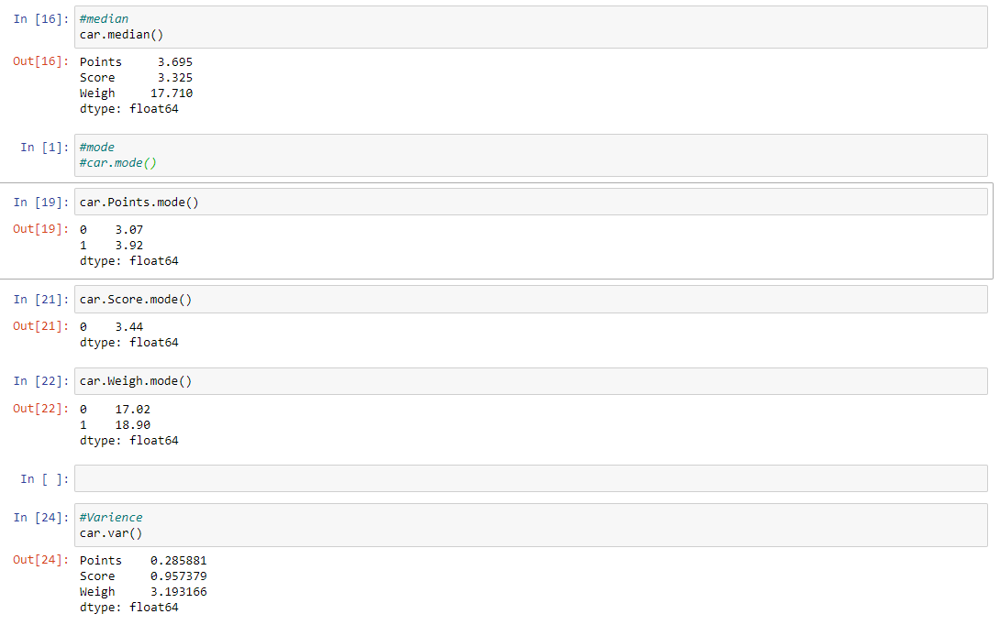 In [16]: #median
car.median()
Out[16]: Points     3.695
Score      3.325
Weigh     17.710
dtype: float64
In [1]: #mode
#car.mode()
In [19]: car.Points.mode()
Out[19]: 0    3.07
1    3.92
dtype: float64
In [21]: car.Score.mode()
Out[21]: 0    3.44
dtype: float64
In [22]: car.Weigh.mode()
Out[22]: 0    17.02
1    18.90
dtype: float64
In [ ]:
In [24]: #Varience
car.var()
Out[24]: Points    0.285881
Score     0.957379
Weigh     3.193166
dtype: float64